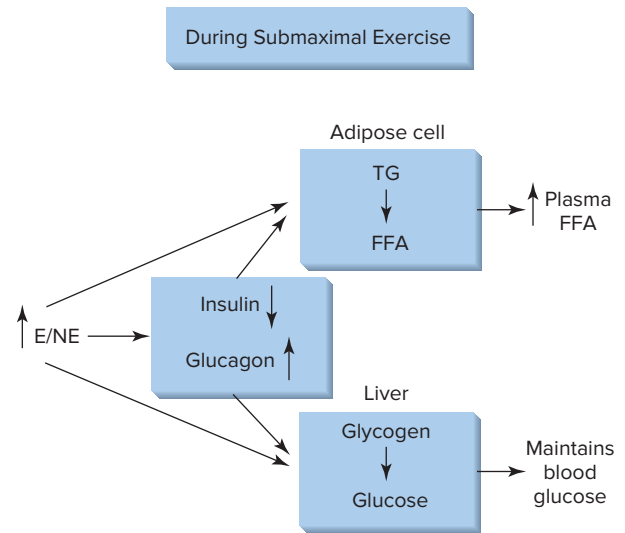 During Submaximal Exercise
Adipose cell
TG
FFA
Plasma
FFA
Insulin
E/NE
Glucagon
Liver
Glycogen
Glucose
Maintains
blood
glucose